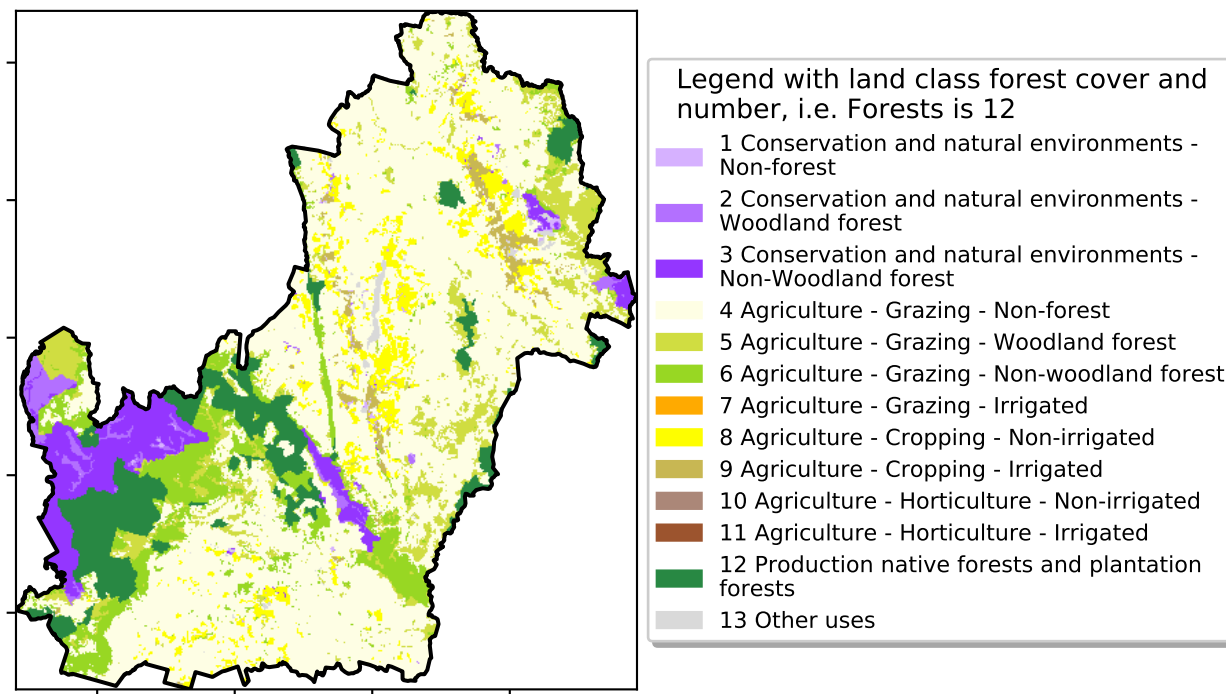 Legend with land class forest cover and
number, i.e. Forests is 12
1 Conservation and natural environments -
Non-forest
2 Conservation and natural environments -
Woodland forest
3 Conservation and natural environments -
Non-Woodland forest
4 Agriculture - Grazing - Non-forest
5 Agriculture - Grazing - Woodland forest
6 Agriculture - Grazing - Non-woodland forest
7 Agriculture - Grazing - Irrigated
8 Agriculture - Cropping - Non-irrigated
9 Agriculture - Cropping - Irrigated
10 Agriculture - Horticulture - Non-irrigated
11 Agriculture - Horticulture - Irrigated
12 Production native forests and plantation
forests
13 Other uses